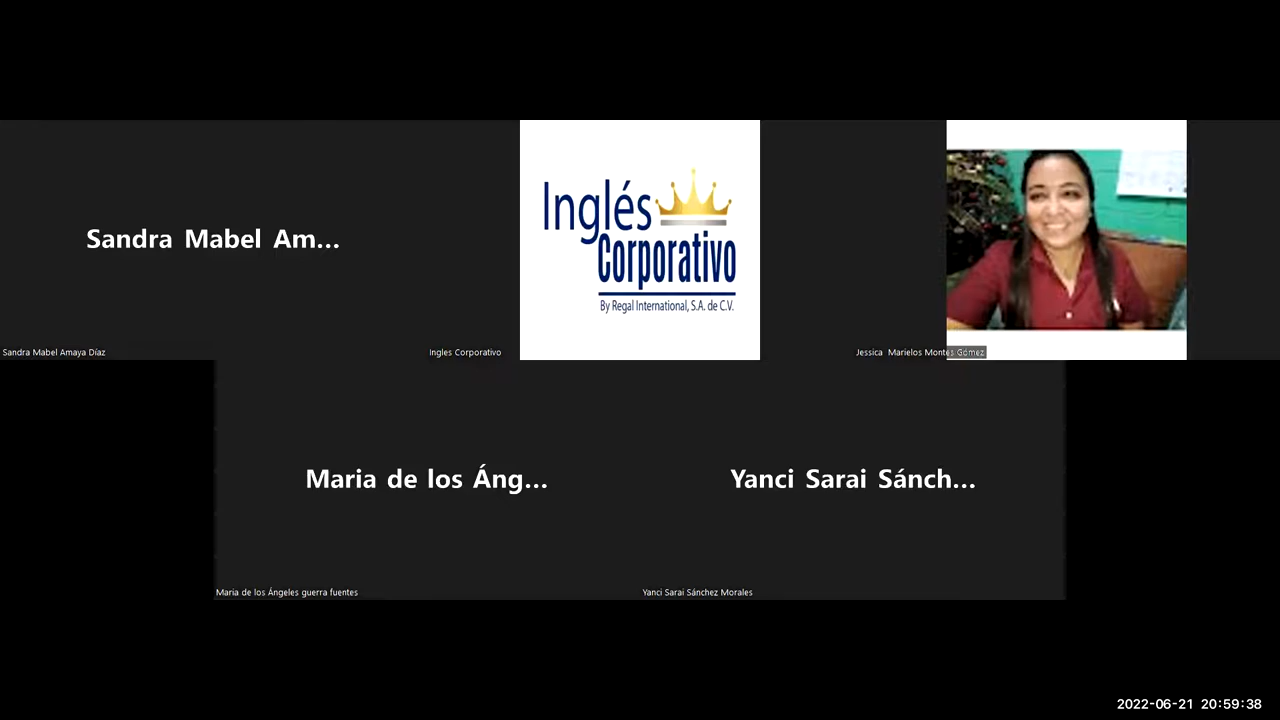 Sandra Mabel Am...
Sandra Mabel Amaya Díaz
Inglés
Corporativo
By Regal International, S.A. de C.V.
Ingles Corporativo
Jessica Marielos Montes Gómez
Maria de los Áng...
Maria de los Ángeles guerra fuentes
Yanci Sarai Sánch...
Yanci Sarai Sánchez Morales
2022-06-21 20:59:38